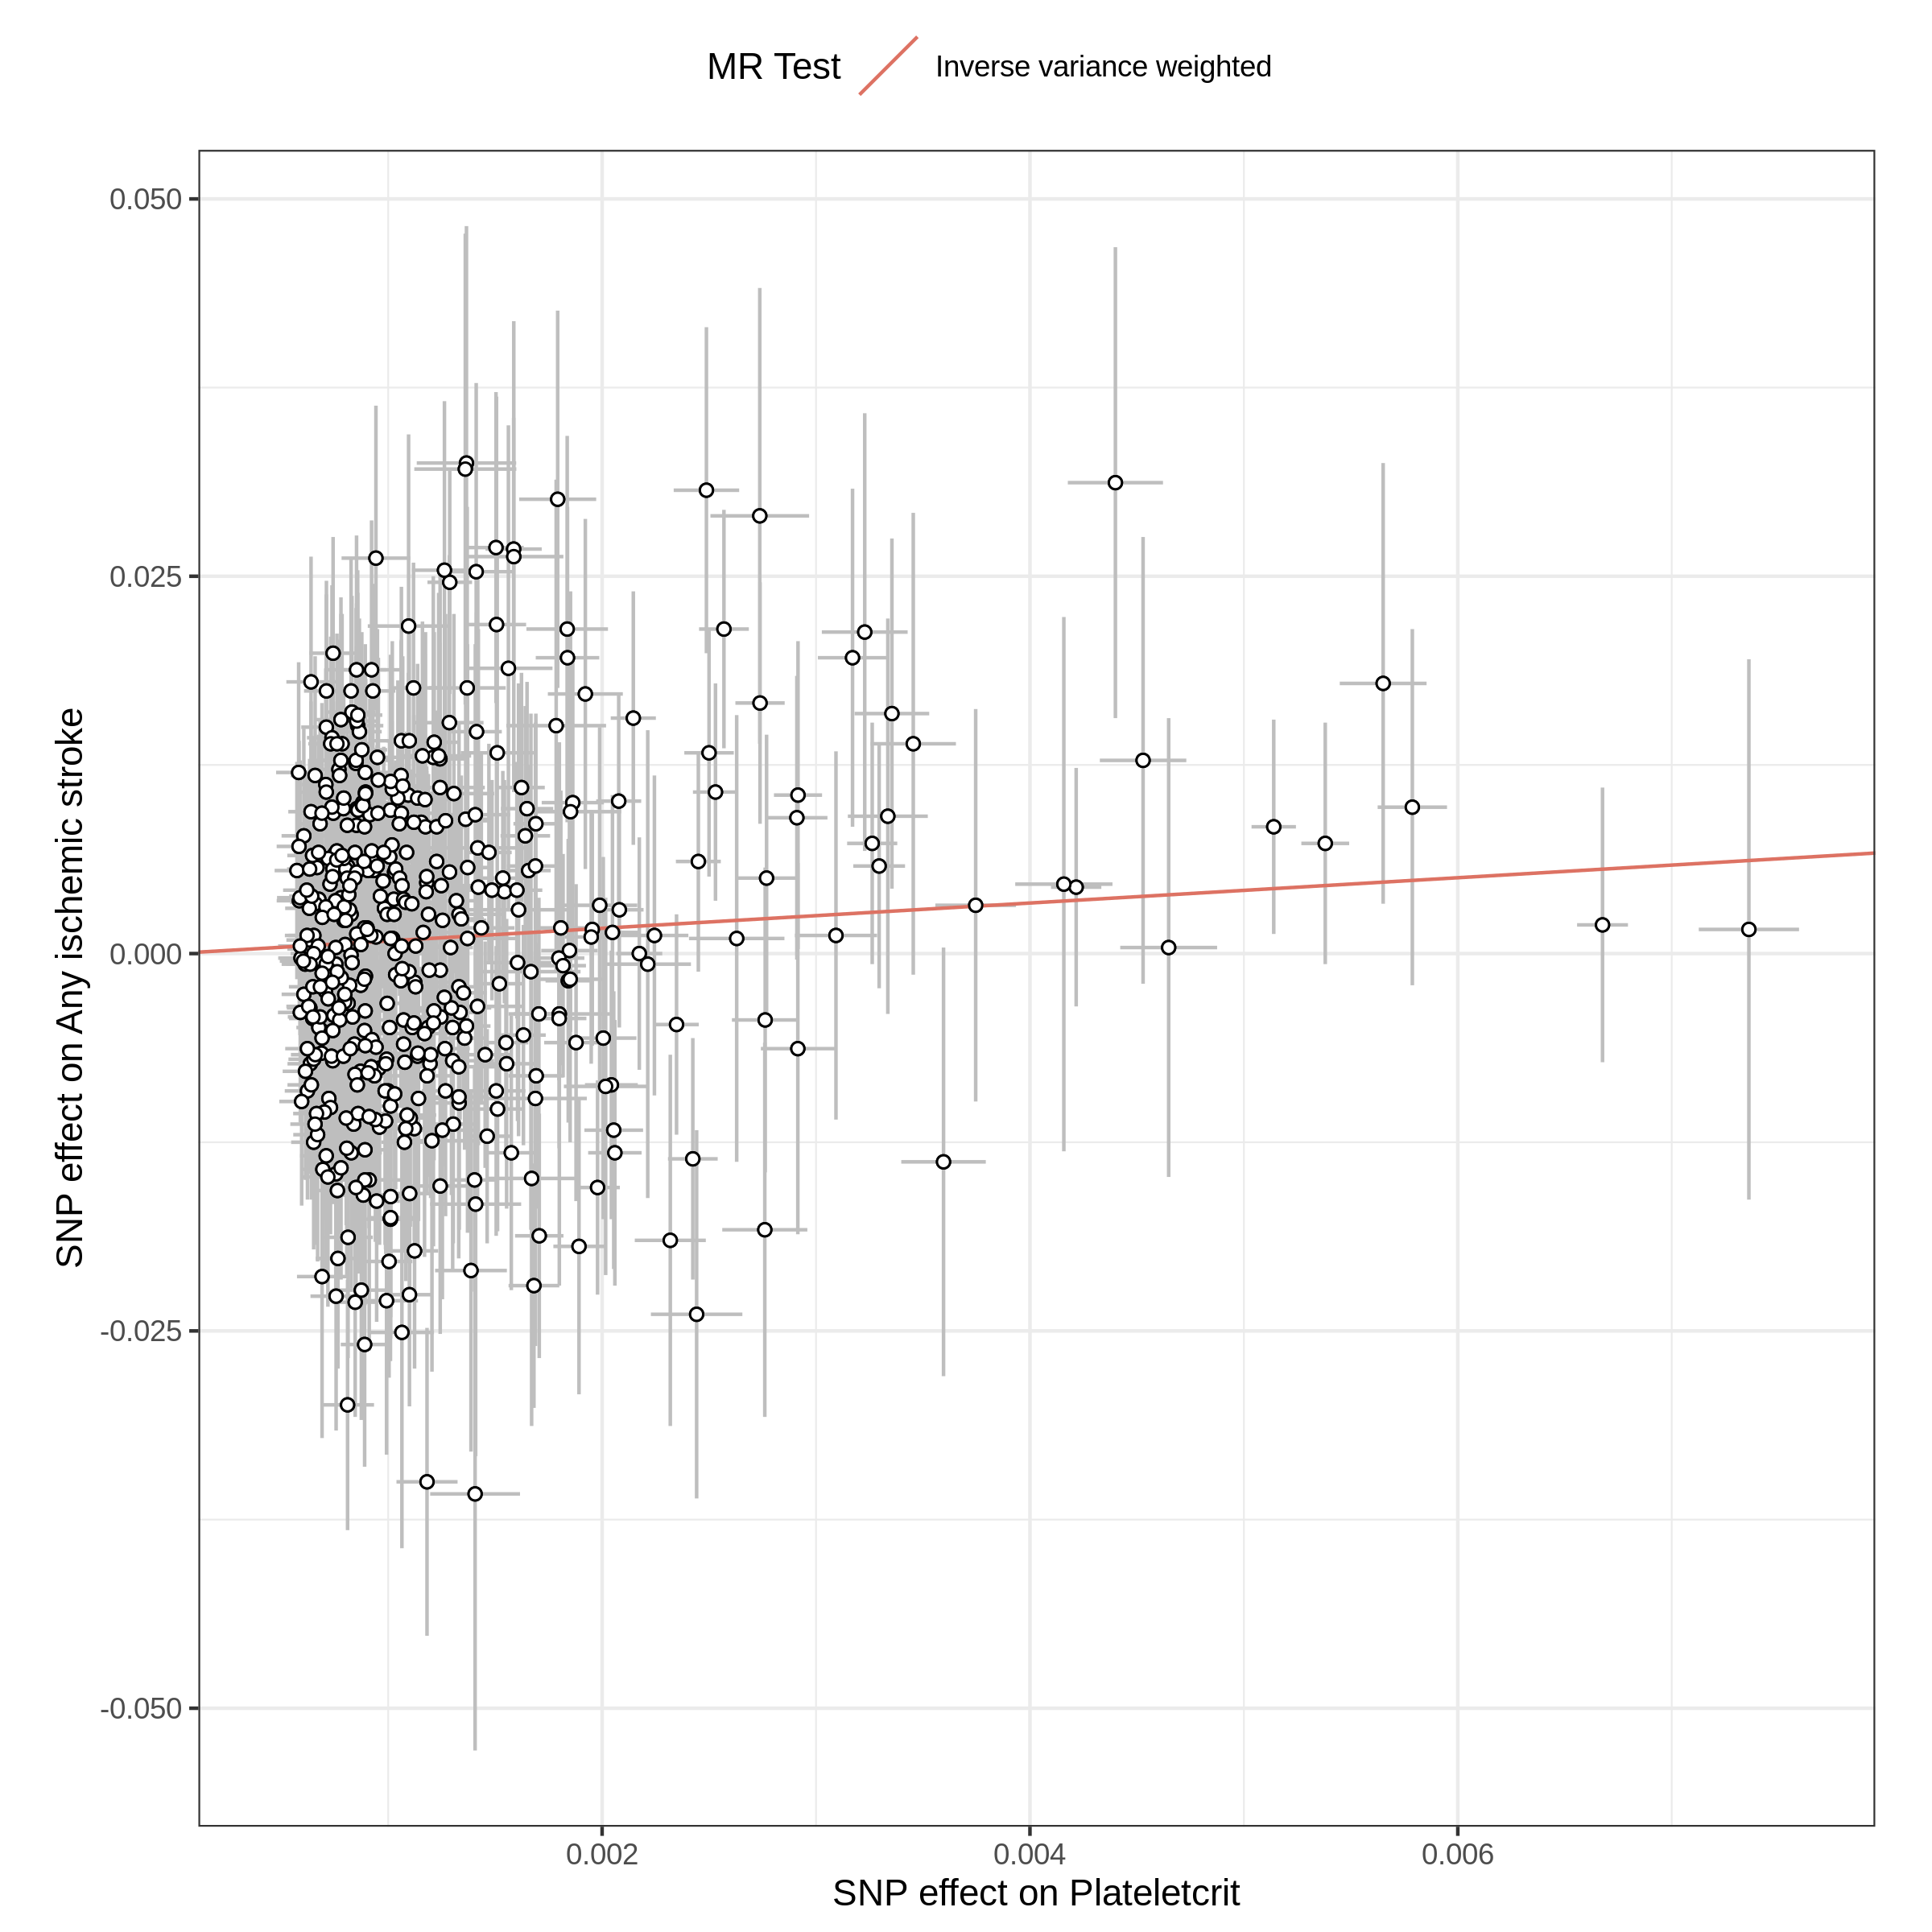 MR Test
Inverse variance weighted
0.050
0.025
0.000
-0.025
-0.050
SNP effect on Any ischemic stroke
0.002
0.004
0.006
SNP effect on Plateletcrit